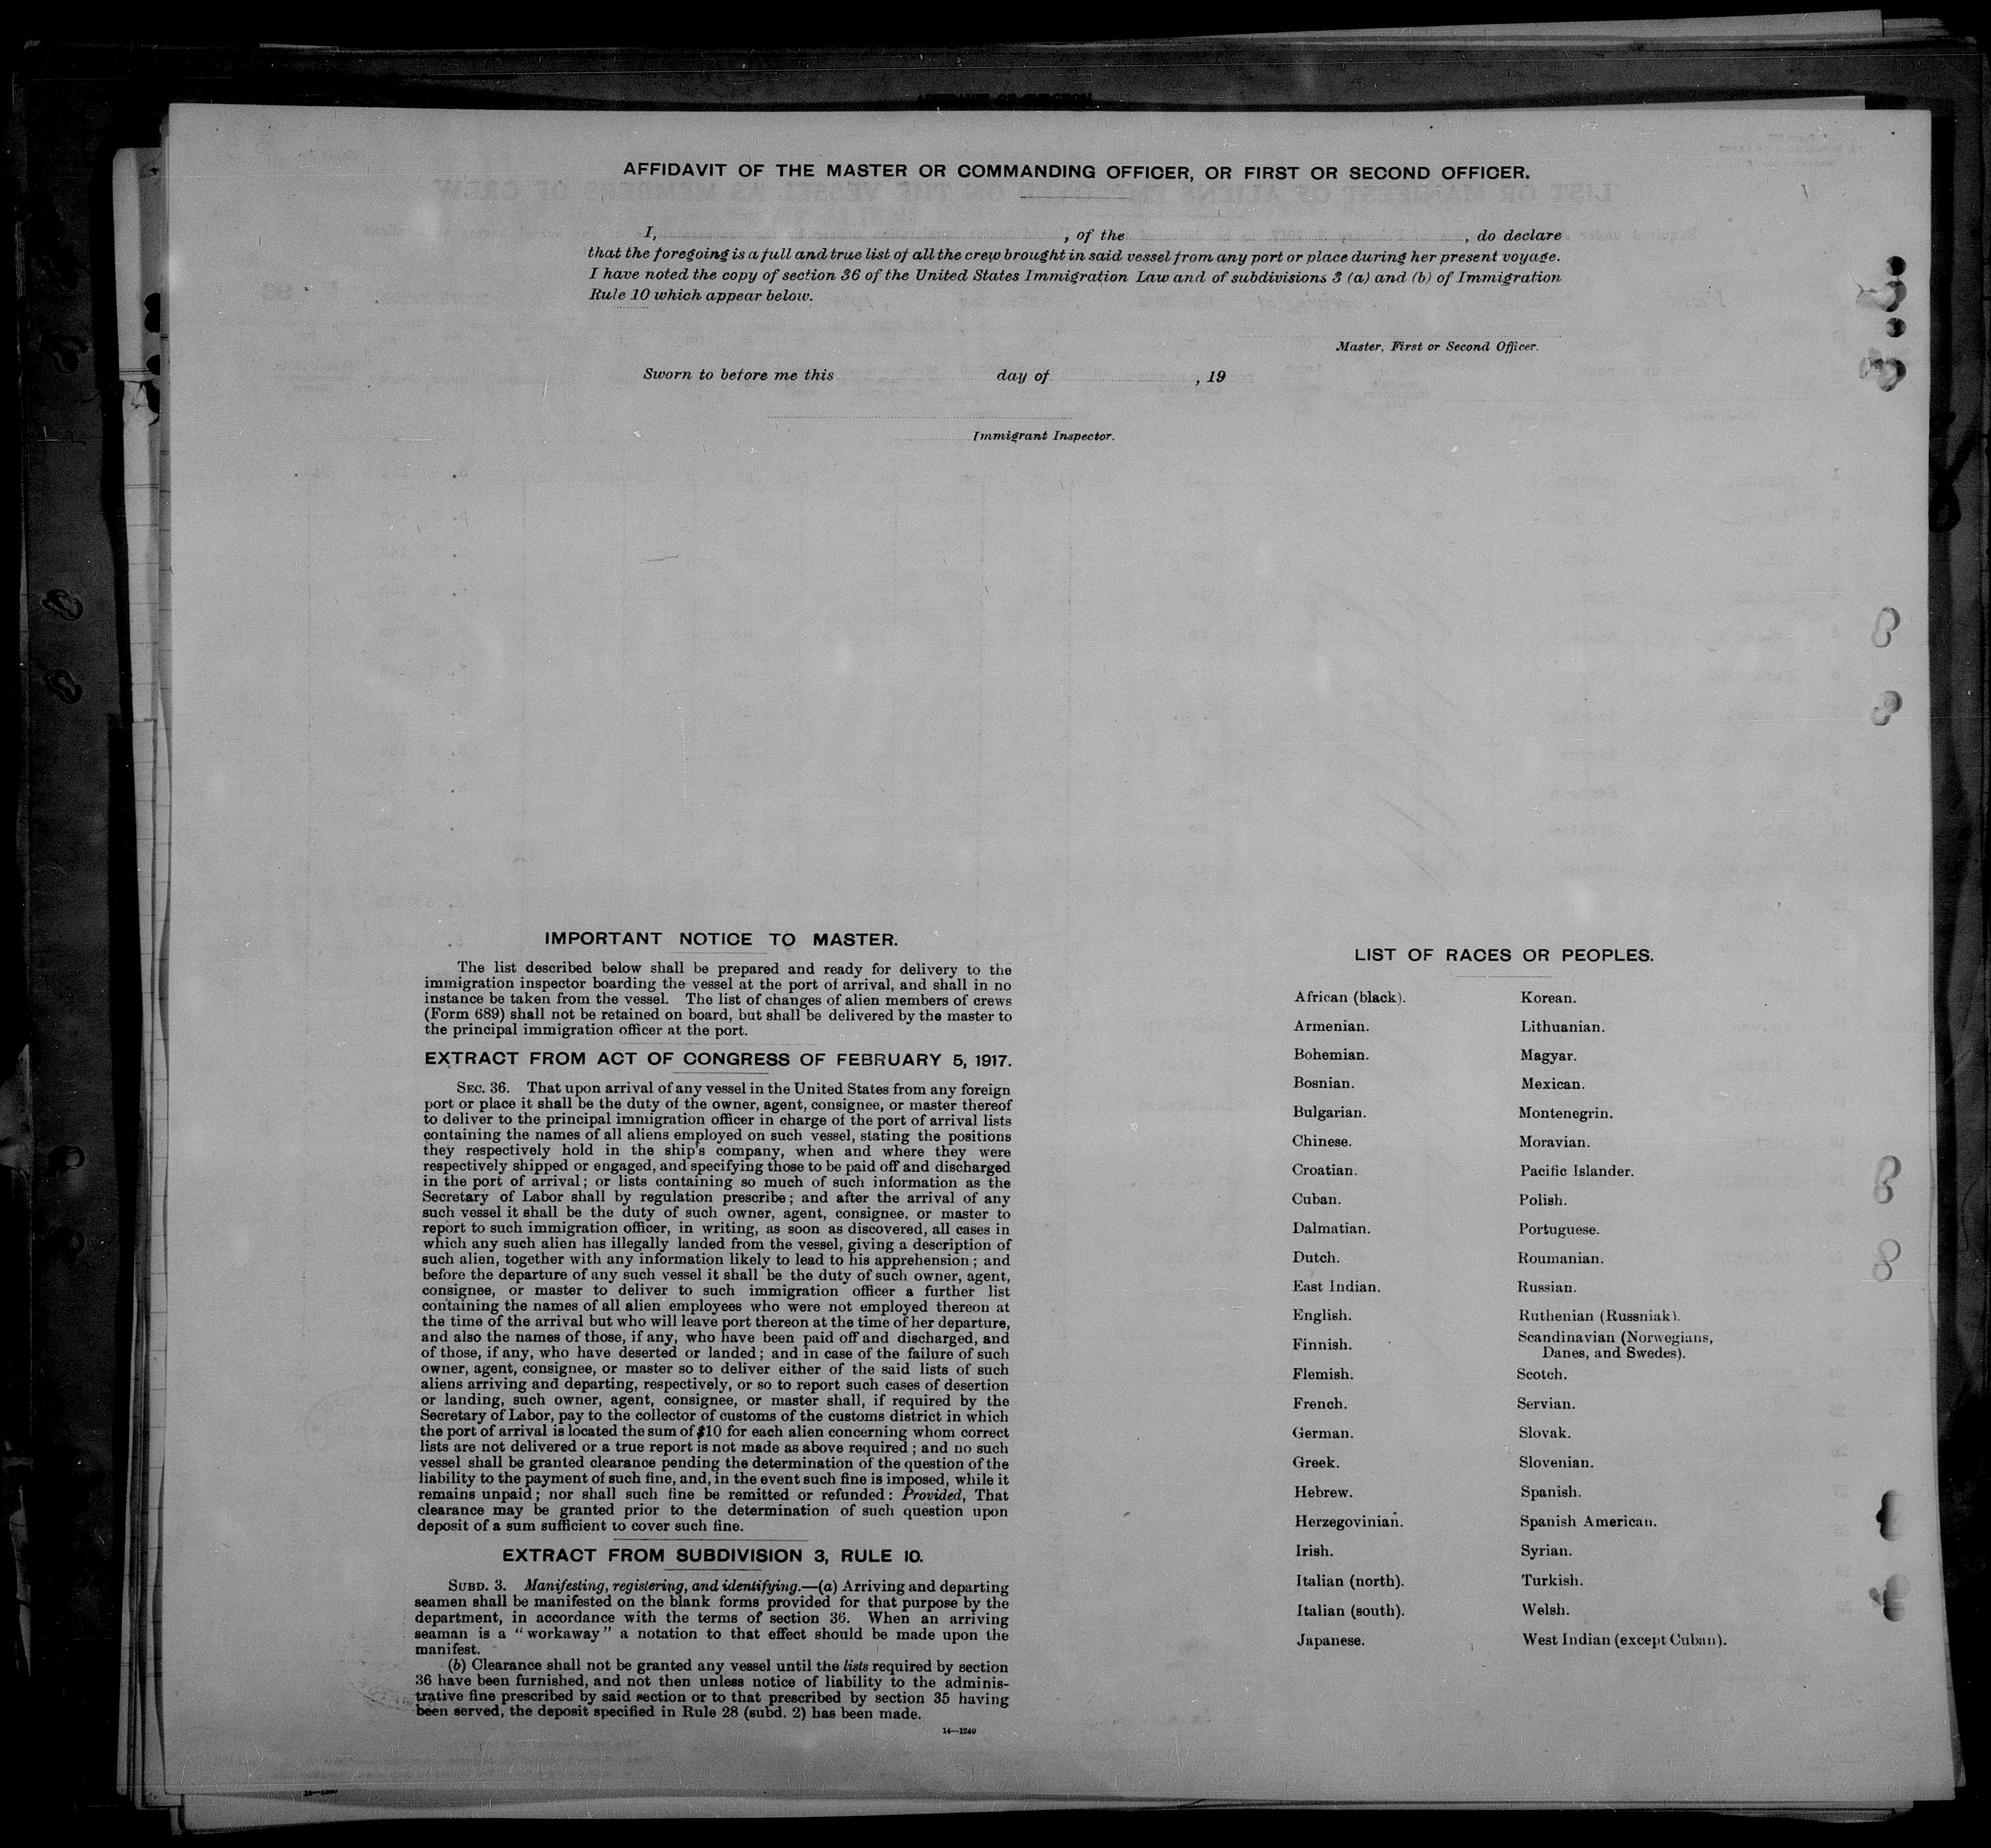 AFFIDAVIT OF THE MASTER OR COMMANDING OFFICER, OR FIRST OR SECOND OFFICER.
I, , of the , do declare
that the foregoing is a full and true list of all the crew brought in said vessel from any port or place during her present voyage.
I have noted the copy of section 36 of the United States Immigration Law and of subdivisions 3 (a) and (b) of Immigration
Rule 10 which appear below.
Master, First or Second Officer.
Sworn to before me this day of , 19
Immigrant Inspector.
IMPORTANT NOTICE TO MASTER.
The list described below shall be prepared and ready for delivery to the
immigration inspector boarding the vessel at the port of arrival, and shall in no
instance be taken from the vessel. The list of changes of alien members of crews
(Form 689) shall not be retained on board, but shall be delivered by the master to
the principal immigration officer at the port.
EXTRACT FROM ACT OF CONGRESS OF FEBRUARY 5, 1917.
SEC. 36. That upon arrival of any vessel in the United States from any foreign
port or place it shall be the duty of the owner, agent, consignee, or master thereof
to deliver to the principal immigration officer in charge of the port of arrival lists
containing the names of all aliens employed on such vessel, stating the positions
they respectively hold in the ship's company, when and where they were
respectively shipped or engaged, and specifying those to be paid off and discharged
in the port of arrival; or lists containing so much of such information as the
Secretary of Labor shall by regulation prescribe; and after the arrival of any
such vessel it shall be the duty of such owner, agent, consignee, or master to
report to such immigration officer, in writing, as soon as discovered, all cases in
which any such alien has illegally landed from the vessel, giving a description of
such alien, together with any information likely to lead to his apprehension; and
before the departure of any such vessel it shall be the duty of such owner, agent,
consignee, or master to deliver to such immigration officer a further list
containing the names of all alien employees who were not employed thereon at
the time of the arrival but who will leave port thereon at the time of her departure,
and also the names of those, if any, who have been paid off and discharged, and
of those, if any, who have deserted or landed; and in case of the failure of such
owner, agent, consignee, or master so to deliver either of the said lists of such
aliens arriving and departing, respectively, or so to report such cases of desertion
or landing, such owner, agent, consignee, or master shall, if required by the
Secretary of Labor, pay to the collector of customs of the customs district in which
the port of arrival is located the sum of $10 for each alien concerning whom correct
lists are not delivered or a true report is not made as above required; and no such
vessel shall be granted clearance pending the determination of the question of the
liability to the payment of such fine, and, in the event such fine is imposed, while it
remains unpaid; nor shall such fine be remitted or refunded: Provided, That
clearance may be granted prior to the determination of such question upon
deposit of a sum sufficient to cover such fine.
EXTRACT FROM SUBDIVISION 3, RULE 10.
SUBD. 3. Manifesting, registering, and identifying.—(a) Arriving and departing
seamen shall be manifested on the blank forms provided for that purpose by the
department, in accordance with the terms of section 36. When an arriving
seaman is a "workaway" a notation to that effect should be made upon the
manifest.
(b) Clearance shall not be granted any vessel until the lists required by section
36 have been furnished, and not then unless notice of liability to the adminis-
trative fine prescribed by said section or to that prescribed by section 35 having
been served, the deposit specified in Rule 28 (subd. 2) has been made.
14—1240
LIST OF RACES OR PEOPLES.
African (black).
Armenian.
Bohemian.
Bosnian.
Bulgarian.
Chinese.
Croatian.
Cuban.
Dalmatian.
Dutch.
East Indian.
English.
Finnish.
Flemish.
French.
German.
Greek.
Hebrew.
Herzegovinian.
Irish.
Italian (north).
Italian (south).
Japanese.
Korean.
Lithuanian.
Magyar.
Mexican.
Montenegrin.
Moravian.
Pacific Islander.
Polish.
Portuguese.
Roumanian.
Russian.
Ruthenian (Russniak).
Scandinavian (Norwegians,
Danes, and Swedes).
Scotch.
Servian.
Slovak.
Slovenian.
Spanish.
Spanish American.
Syrian.
Turkish.
Welsh.
West Indian (except Cuban).